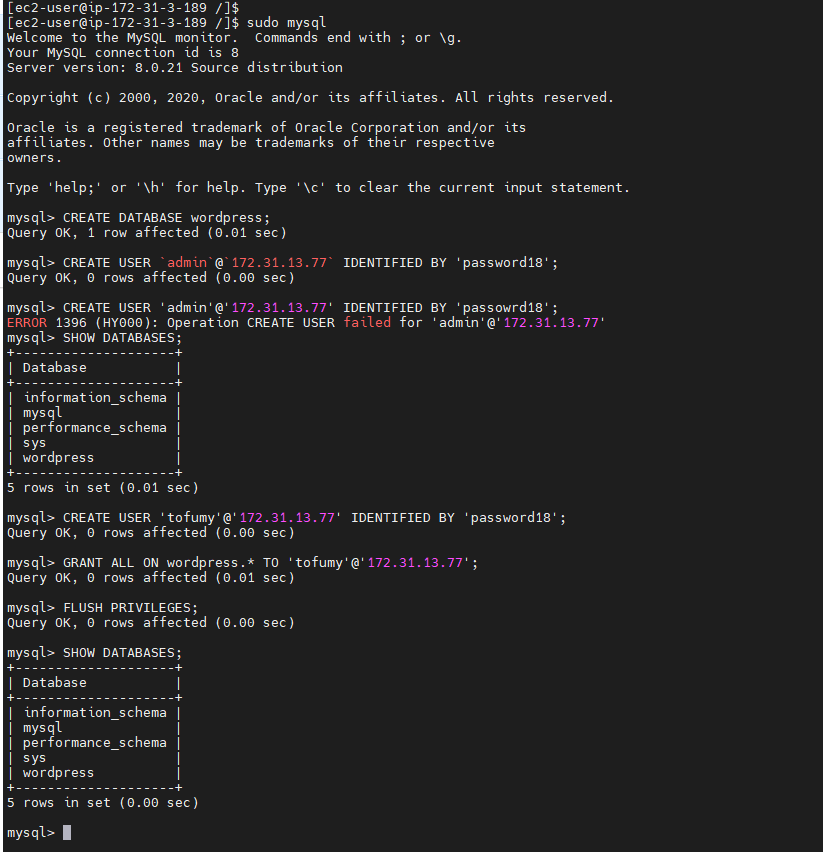 [ec2-user@ip-172-31-3-189 /]$
[ec2-user@ip-172-31-3-189 /]$ sudo mysql
Welcome to the MySQL monitor.  Commands end with ; or \g.
Your MySQL connection id is 8
Server version: 8.0.21 Source distribution

Copyright (c) 2000, 2020, Oracle and/or its affiliates. All rights reserved.

Oracle is a registered trademark of Oracle Corporation and/or its
affiliates. Other names may be trademarks of their respective
owners.

Type 'help;' or '\h' for help. Type '\c' to clear the current input statement.

mysql> CREATE DATABASE wordpress;
Query OK, 1 row affected (0.01 sec)

mysql> CREATE USER `admin`@`172.31.13.77` IDENTIFIED BY 'password18';
Query OK, 0 rows affected (0.00 sec)

mysql> CREATE USER 'admin'@'172.31.13.77' IDENTIFIED BY 'passowrd18';
ERROR 1396 (HY000): Operation CREATE USER failed for 'admin'@'172.31.13.77'
mysql> SHOW DATABASES;
+--------------------+
| Database           |
+--------------------+
| information_schema |
| mysql              |
| performance_schema |
| sys                |
| wordpress          |
+--------------------+
5 rows in set (0.01 sec)

mysql> CREATE USER 'tofumy'@'172.31.13.77' IDENTIFIED BY 'password18';
Query OK, 0 rows affected (0.00 sec)

mysql> GRANT ALL ON wordpress.* TO 'tofumy'@'172.31.13.77';
Query OK, 0 rows affected (0.01 sec)

mysql> FLUSH PRIVILEGES;
Query OK, 0 rows affected (0.00 sec)

mysql> SHOW DATABASES;
+--------------------+
| Database           |
+--------------------+
| information_schema |
| mysql              |
| performance_schema |
| sys                |
| wordpress          |
+--------------------+
5 rows in set (0.00 sec)

mysql>